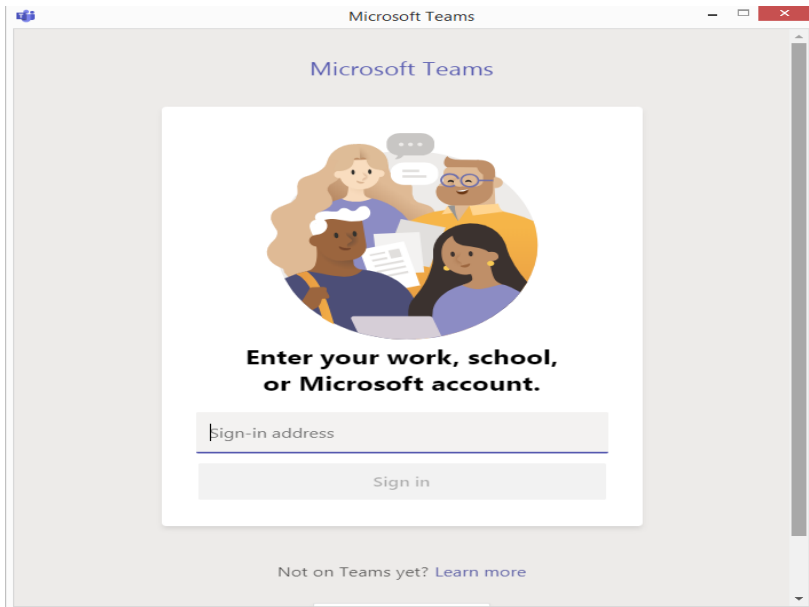 Microsoft Teams
Microsoft Teams
Enter your work, school,
or Microsoft account.
Sign-in address
Sign in
Not on Teams yet? Learn more